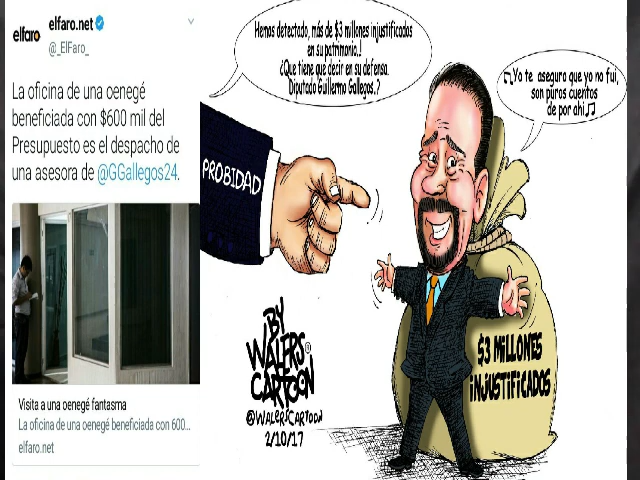 elfaro
elfaro.net
@_ElFaro_
La oficina de una oenegé
beneficiada con $600 mil del
Presupuesto es el despacho de
una asesora de @GGallegos24.
Visita a una oenegé fantasma
La oficina de una oenegé beneficiada con 600...
elfaro.net
Hemos detectado, más de $3 millones injustificados
en su patrimonio.!
¿Que tiene que decir en su defensa.
Diputado Guillermo Gallegos.?
¡Yo te aseguro que yo no fui,
son puros cuentos
de por ahi
PROBIDAD
$3 MILLONES
INJUSTIFICADOS
BY
WALERS®
CARTOON
@WALERSCARTOON
2/10/17